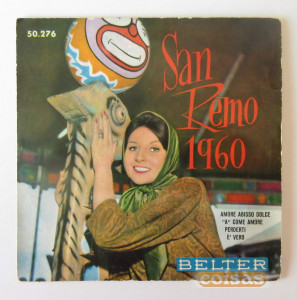 50.276
San
Remo
1960
AMORE ABISSO DOLCE
"A" COME AMORE
PERDERTI
E' VERO
BELTER
coisas